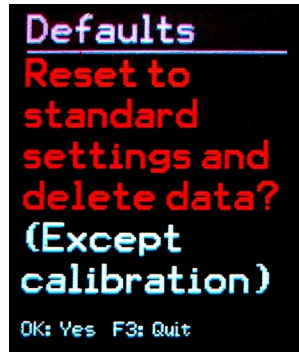 Defaults
Reset to
standard
settings and
delete data?
(Except
calibration)
OK: Yes F3: Quit